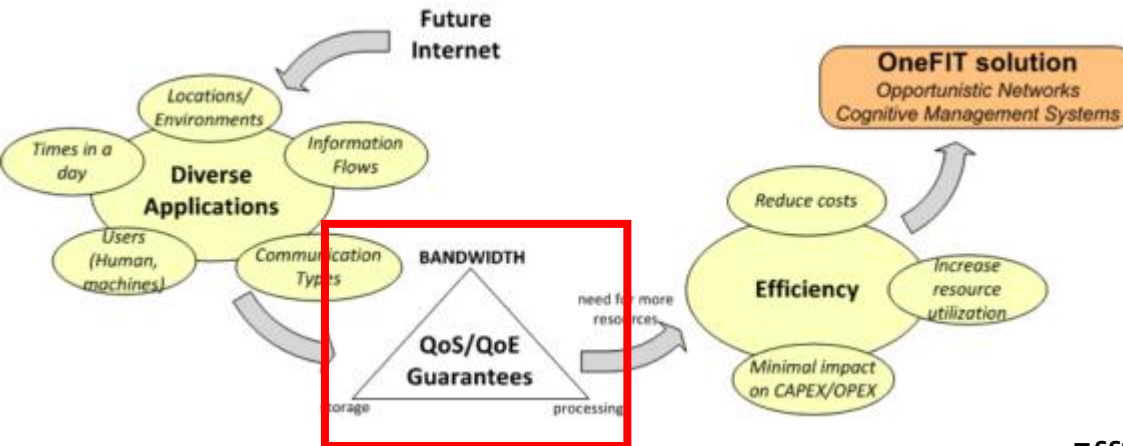 Future
Internet
OneFIT solution
Opportunistic Networks
Cognitive Management Systems
Locations/
Environments
Times in a
day
Information
Flows
Diverse
Applications
Users
(Human,
machines)
Communication
Types
BANDWIDTH
QoS/QoE
Guarantees
storage
processing
need for more
resources
Reduce costs
Efficiency
Increase
resource
utilization
Minimal impact
on CAPEX/OPEX